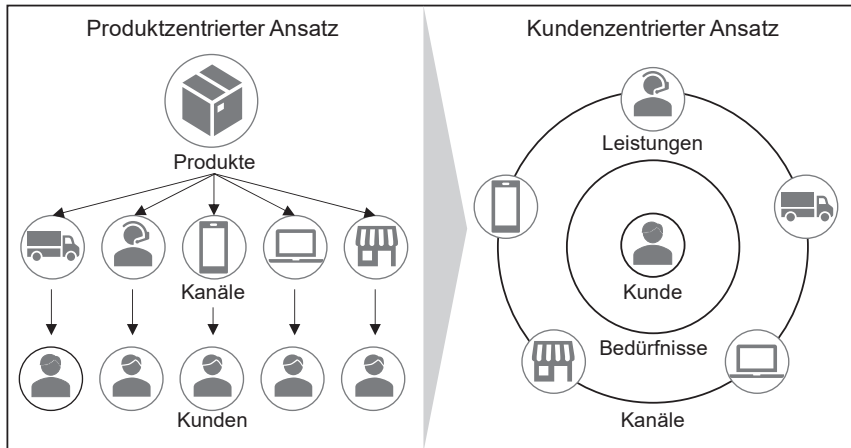 Produktzentrierter Ansatz
Produkte
Kanäle
Kunden
Kundenzentrierter Ansatz
Leistungen
Kunde
Bedürfnisse
Kanäle